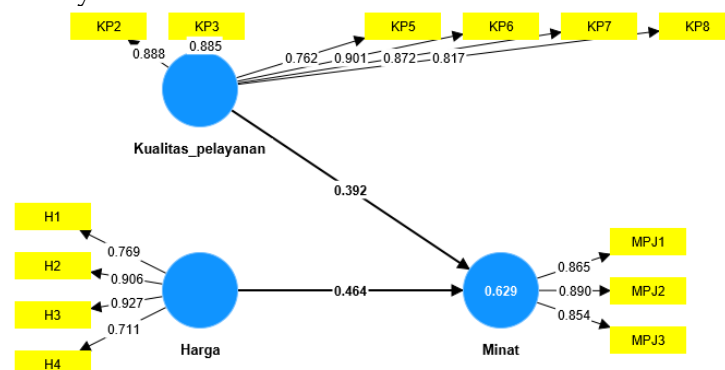 KP2 KP3 KP5 KP6 KP7 KP8
0.888 0.885 0.762 0.901 0.872 0.817
Kualitas_pelayanan
0.392
H1
0.769
H2
0.906
H3
0.927
H4
0.711
Harga
0.464
0.629
Minat
0.865
MPJ1
0.890
MPJ2
0.854
MPJ3